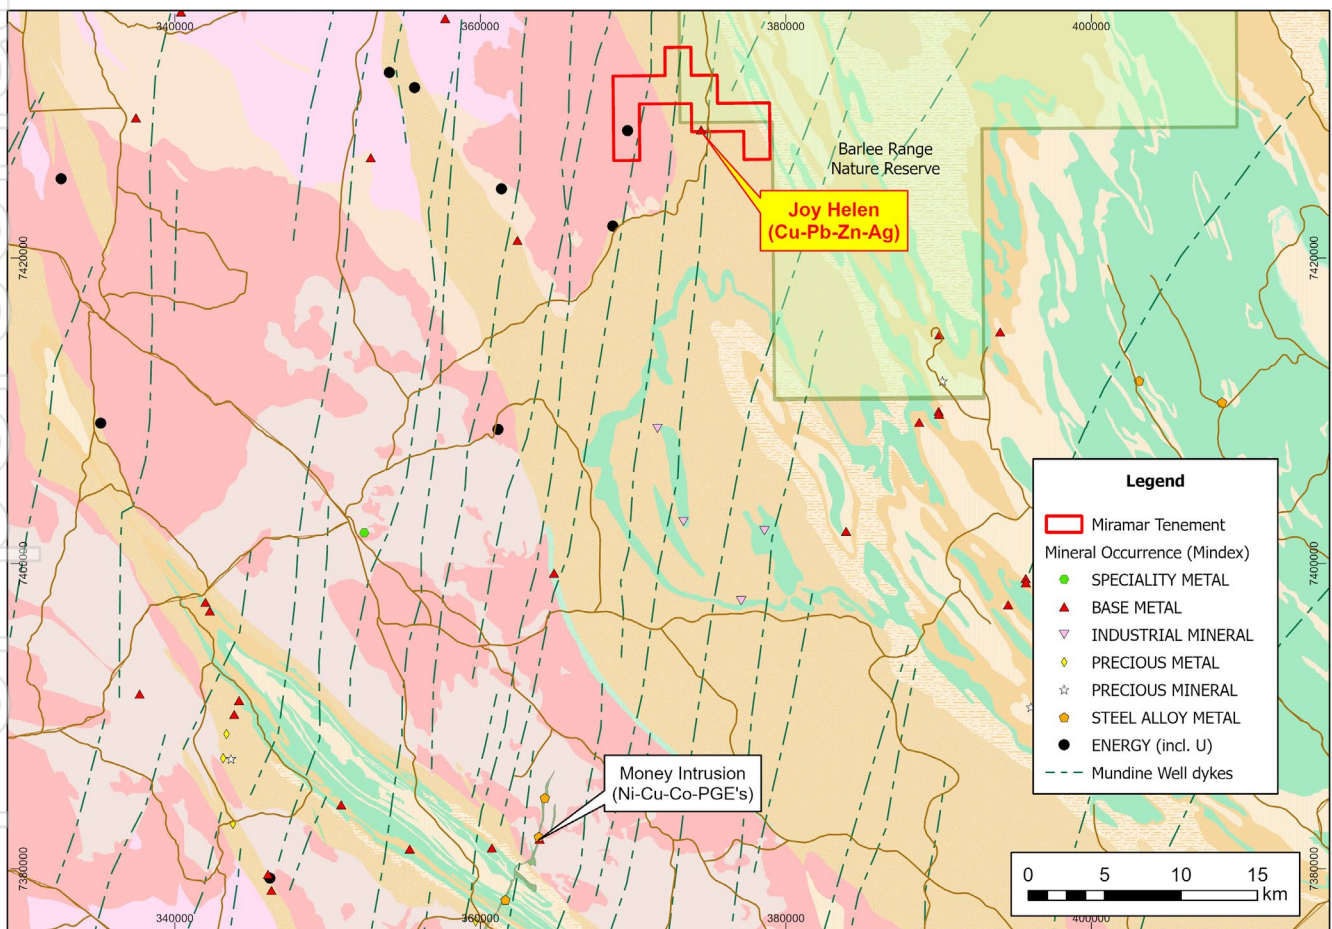 340000
360000
380000
400000
Barlee Range
Nature Reserve
Joy Helen
(Cu-Pb-Zn-Ag)
7420000
7420000
Legend
Miramar Tenement
Mineral Occurrence (Mindex)
SPECIALITY METAL
BASE METAL
INDUSTRIAL MINERAL
PRECIOUS METAL
PRECIOUS MINERAL
STEEL ALLOY METAL
ENERGY (incl. U)
Mundine Well dykes
7400000
7400000
Money Intrusion
(Ni-Cu-Co-PGE's)
7380000
7380000
0 5 10 15
km
340000
360000
380000
400000